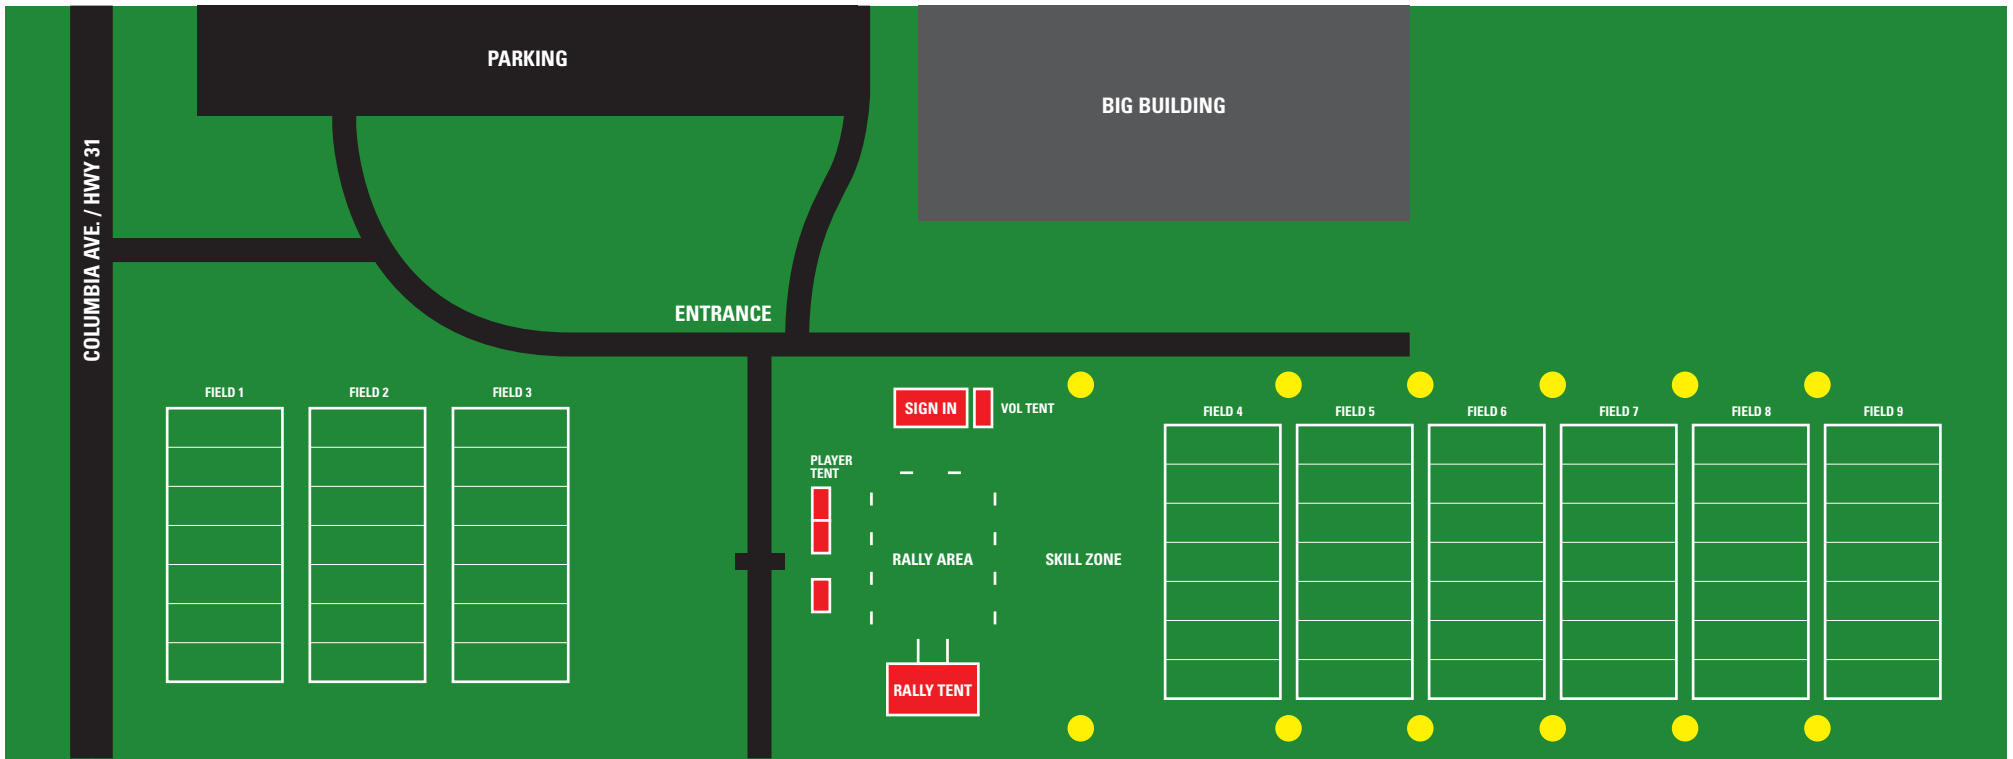 PARKING
BIG BUILDING
COLUMBIA AVE. / HWY 31
ENTRANCE
FIELD 1
FIELD 2
FIELD 3
SIGN IN
VOL TENT
FIELD 4
FIELD 5
FIELD 6
FIELD 7
FIELD 8
FIELD 9
PLAYER
TENT
RALLY AREA
SKILL ZONE
RALLY TENT